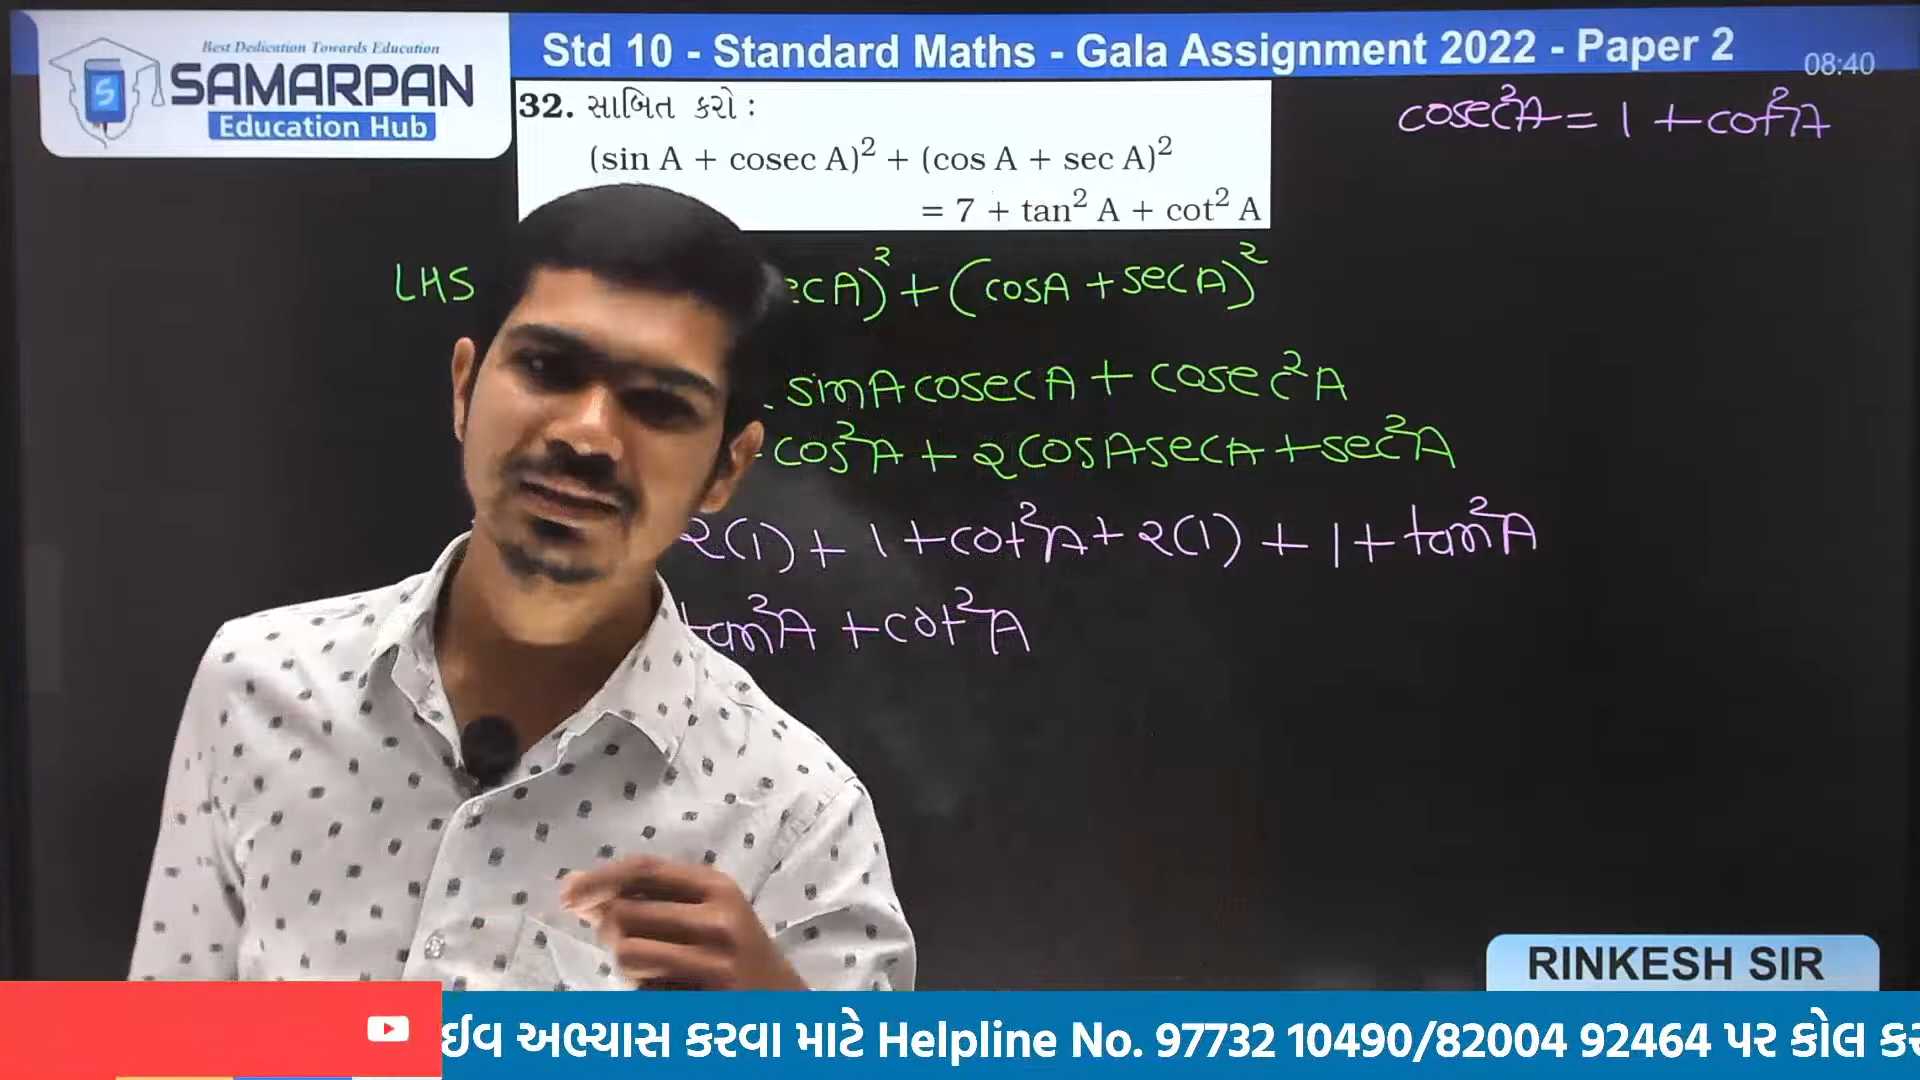 Best Dedication Towards Education
SAMARPAN
Education Hub
Std 10 - Standard Maths - Gala Assignment 2022 - Paper 2
08:40
32. સાબિત કરો :
(sin A + cosec A)² + (cos A + sec A)²
= 7 + tan² A + cot² A
cosec²A = 1 + cot²A
LHS
ecA)² + (cosA + secA)²
sinA cosecA + cosec²A
cos²A + 2cosAsecA + sec²A
2(1) + 1 + cot²A + 2(1) + 1 + tan²A
tan²A + cot²A
RINKESH SIR
ઈવ અભ્યાસ કરવા માટે Helpline No. 97732 10490/82004 92464 પર કોલ કર